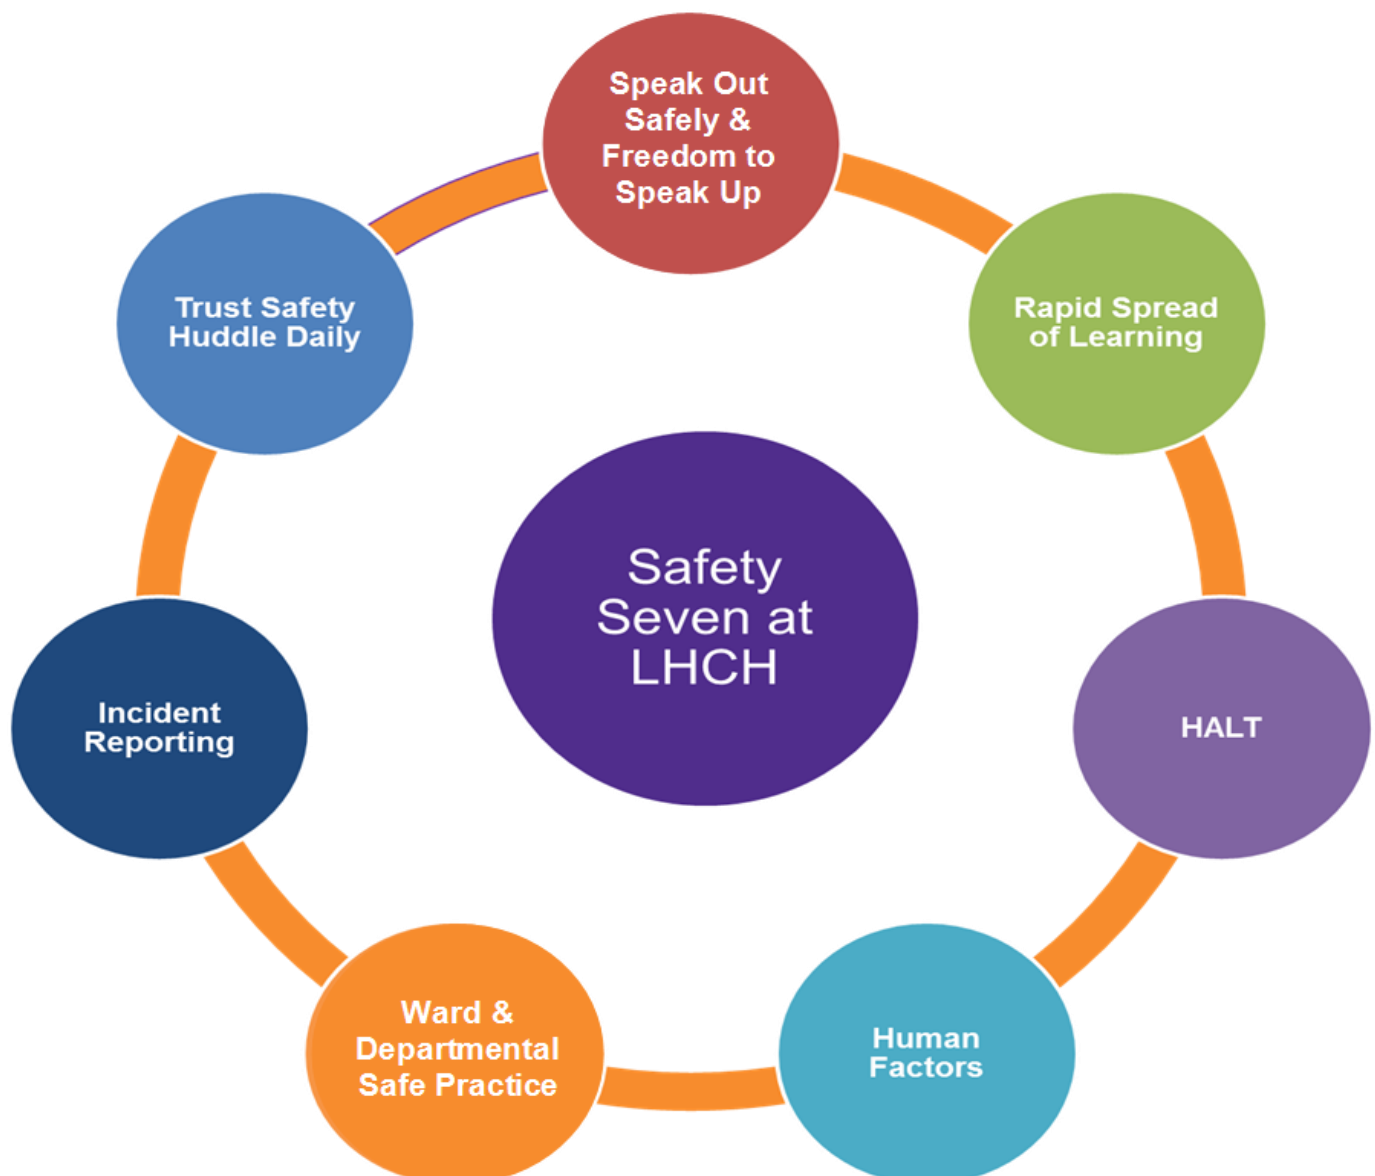 Speak Out
Safely &
Freedom to
Speak Up
Trust Safety
Huddle Daily
Rapid Spread
of Learning
Safety
Seven at
LHCH
Incident
Reporting
HALT
Ward &
Departmental
Safe Practice
Human
Factors